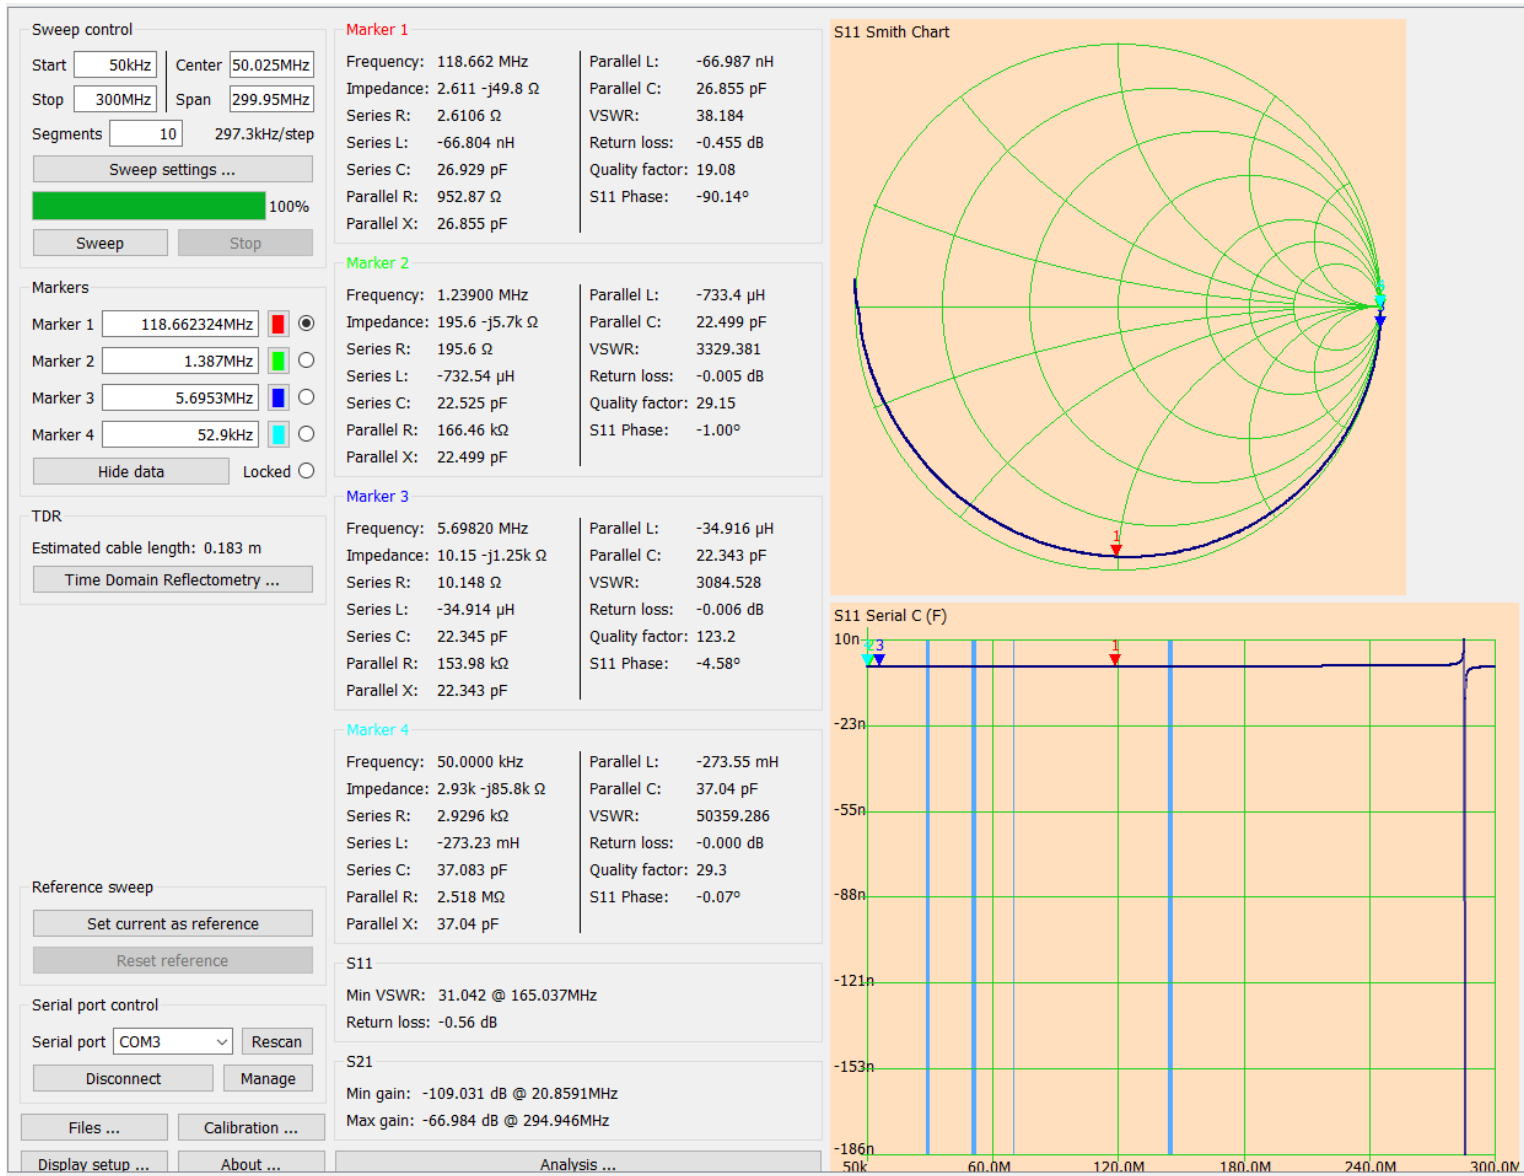 Sweep control
Start 50kHz Center 50.025MHz
Stop 300MHz Span 299.95MHz
Segments 10 297.3kHz/step
Sweep settings ...
100%
Sweep Stop
Markers
Marker 1 118.662324MHz
Marker 2 1.387MHz
Marker 3 5.6953MHz
Marker 4 52.9kHz
Hide data Locked
TDR
Estimated cable length: 0.183 m
Time Domain Reflectometry ...
Reference sweep
Set current as reference
Reset reference
Serial port control
Serial port COM3 Rescan
Disconnect Manage
Files ... Calibration ...
Display setup ... About ...
Marker 1
Frequency: 118.662 MHz Parallel L: -66.987 nH
Impedance: 2.611 -j49.8 Ω Parallel C: 26.855 pF
Series R: 2.6106 Ω VSWR: 38.184
Series L: -66.804 nH Return loss: -0.455 dB
Series C: 26.929 pF Quality factor: 19.08
Parallel R: 952.87 Ω S11 Phase: -90.14°
Parallel X: 26.855 pF
Marker 2
Frequency: 1.23900 MHz Parallel L: -733.4 µH
Impedance: 195.6 -j5.7k Ω Parallel C: 22.499 pF
Series R: 195.6 Ω VSWR: 3329.381
Series L: -732.54 µH Return loss: -0.005 dB
Series C: 22.525 pF Quality factor: 29.15
Parallel R: 166.46 kΩ S11 Phase: -1.00°
Parallel X: 22.499 pF
Marker 3
Frequency: 5.69820 MHz Parallel L: -34.916 µH
Impedance: 10.15 -j1.25k Ω Parallel C: 22.343 pF
Series R: 10.148 Ω VSWR: 3084.528
Series L: -34.914 µH Return loss: -0.006 dB
Series C: 22.345 pF Quality factor: 123.2
Parallel R: 153.98 kΩ S11 Phase: -4.58°
Parallel X: 22.343 pF
Marker 4
Frequency: 50.0000 kHz Parallel L: -273.55 mH
Impedance: 2.93k -j85.8k Ω Parallel C: 37.04 pF
Series R: 2.9296 kΩ VSWR: 50359.286
Series L: -273.23 mH Return loss: -0.000 dB
Series C: 37.083 pF Quality factor: 29.3
Parallel R: 2.518 MΩ S11 Phase: -0.07°
Parallel X: 37.04 pF
S11
Min VSWR: 31.042 @ 165.037MHz
Return loss: -0.56 dB
S21
Min gain: -109.031 dB @ 20.8591MHz
Max gain: -66.984 dB @ 294.946MHz
Analysis ...
S11 Smith Chart
1
S11 Serial C (F)
10n
3 1
-23n
-55n
-88n
-121n
-153n
-186n
50k 60.0M 120.0M 180.0M 240.0M 300.0M